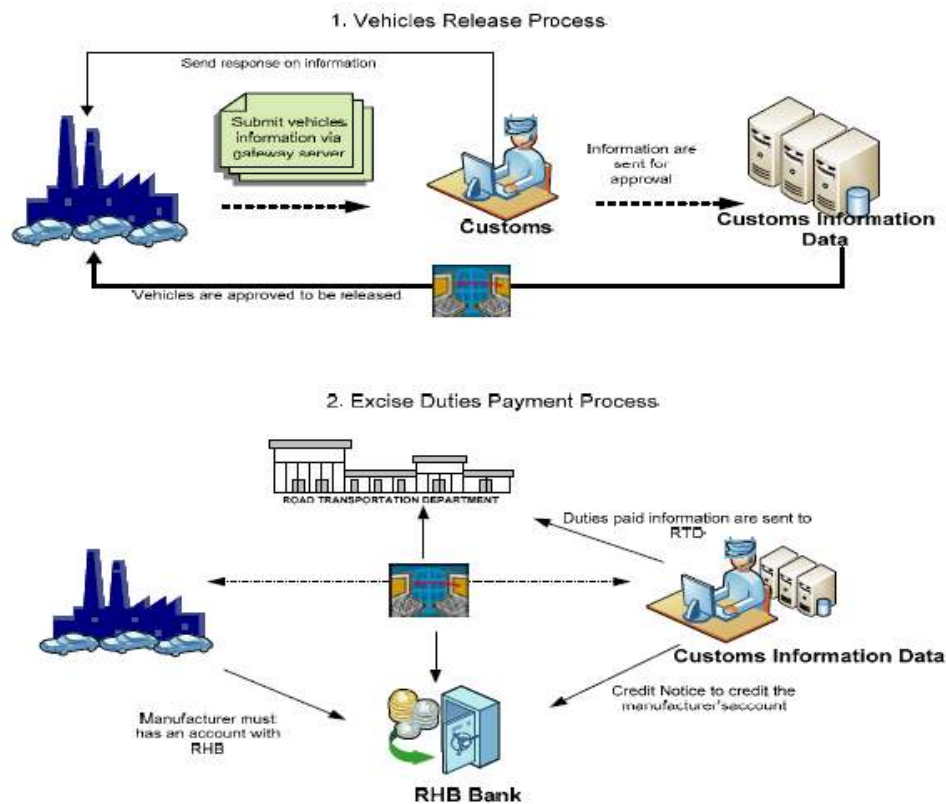 1. Vehicles Release Process
Send response on information
Submit vehicles
information via
gateway server
Information are
sent for
approval
Customs
Customs Information
Data
Vehicles are approved to be released
2. Excise Duties Payment Process
ROAD TRANSPORTATION DEPARTMENT
Duties paid information are sent to
RTD
Customs Information Data
Credit Notice to credit the
manufacturer'saccount
Manufacturer must
has an account with
RHB
RHB Bank